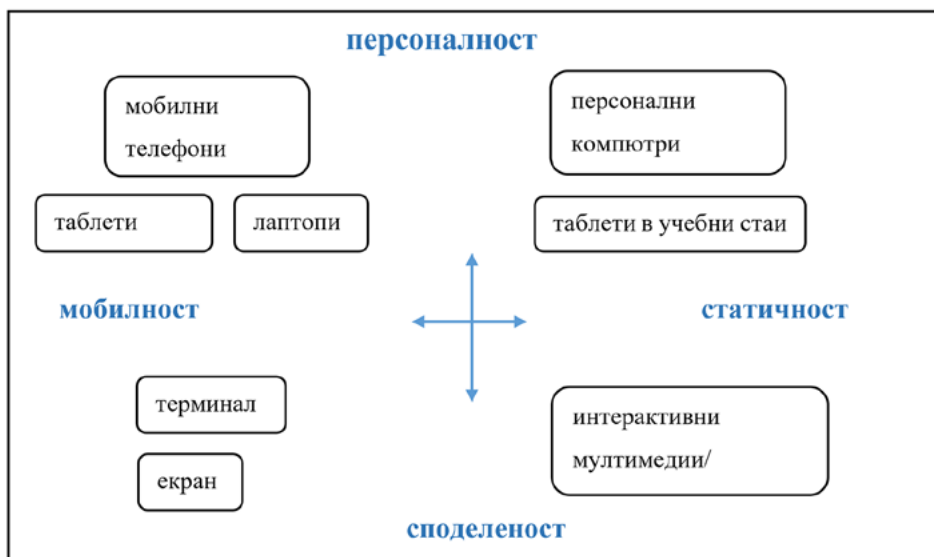 персоналност
мобилни
телефони
персонални
компютри
таблети
лаптопи
таблети в учебни стаи
мобилност
статичност
терминал
екран
интерактивни
мултимедии/
споделеност